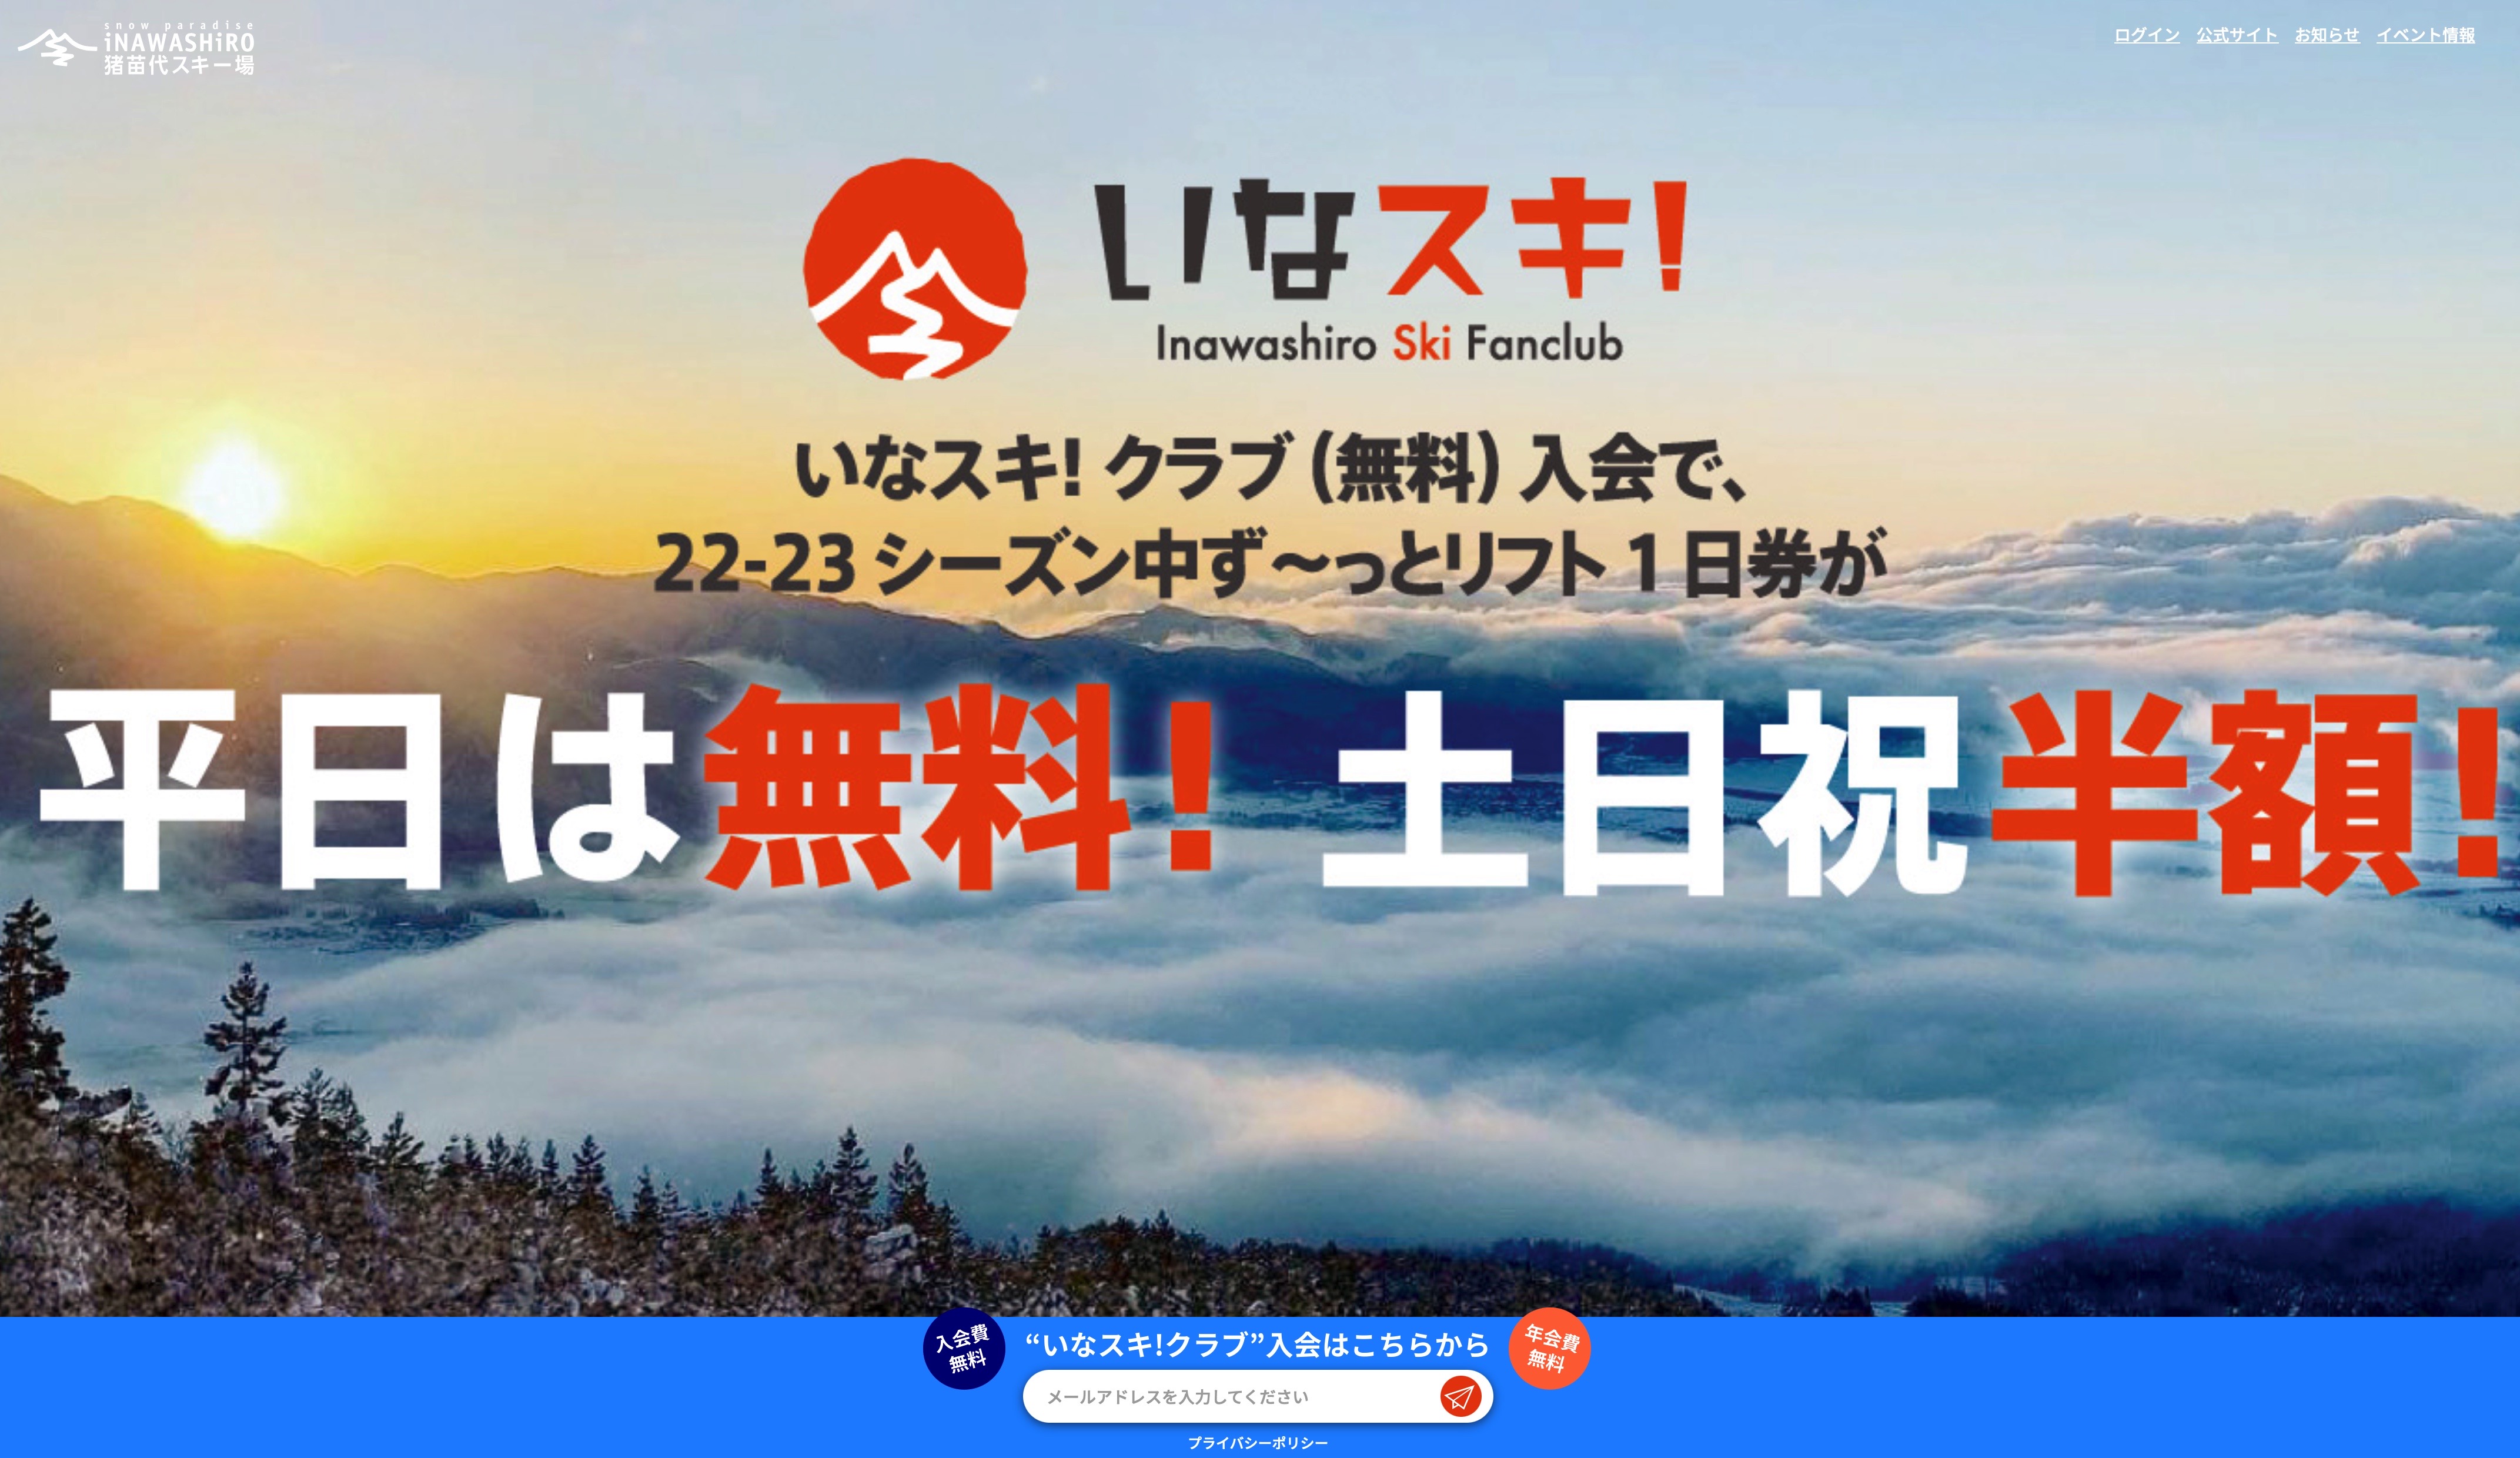 snow paradise
iNAWASHiRO
猪苗代スキー場
ログイン 公式サイト お知らせ イベント情報
いなスキ!
Inawashiro Ski Fanclub
いなスキ! クラブ (無料) 入会で、
22-23 シーズン中ず〜っとリフト 1 日券が
平日は無料! 土日祝半額!
入会費
無料
“いなスキ!クラブ”入会はこちらから
年会費
無料
メールアドレスを入力してください
プライバシーポリシー